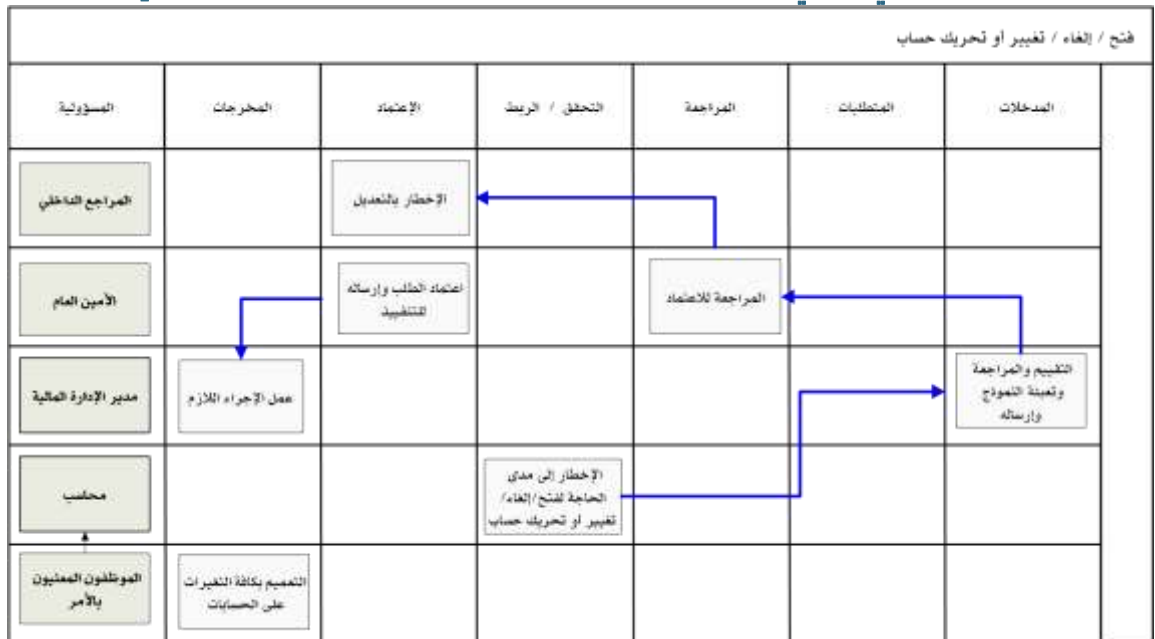 فتح / إلغاء / تغيير أو تحريك حساب
المدخلات
المتطلبات
المراجعة
التحقق / الربط
الإعتماد
المخرجات
المسؤولية
الإخطار بالتعديل
المراجع الداخلي
المراجعة للاعتماد
اعتماد الطلب وإرساله
للتنفيذ
الأمين العام
التقييم والمراجعة
وتعبئة النموذج
وإرساله
عمل الإجراء اللازم
مدير الإدارة المالية
الإخطار إلى مدى
الحاجة لفتح/إلغاء/
تغيير أو تحريك حساب
محاسب
التعميم بكافة التغيرات
على الحسابات
الموظفون المعنيون
بالأمر